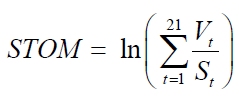 STOM = ln( ∑_{t=1}^{21} V_t / S_t )